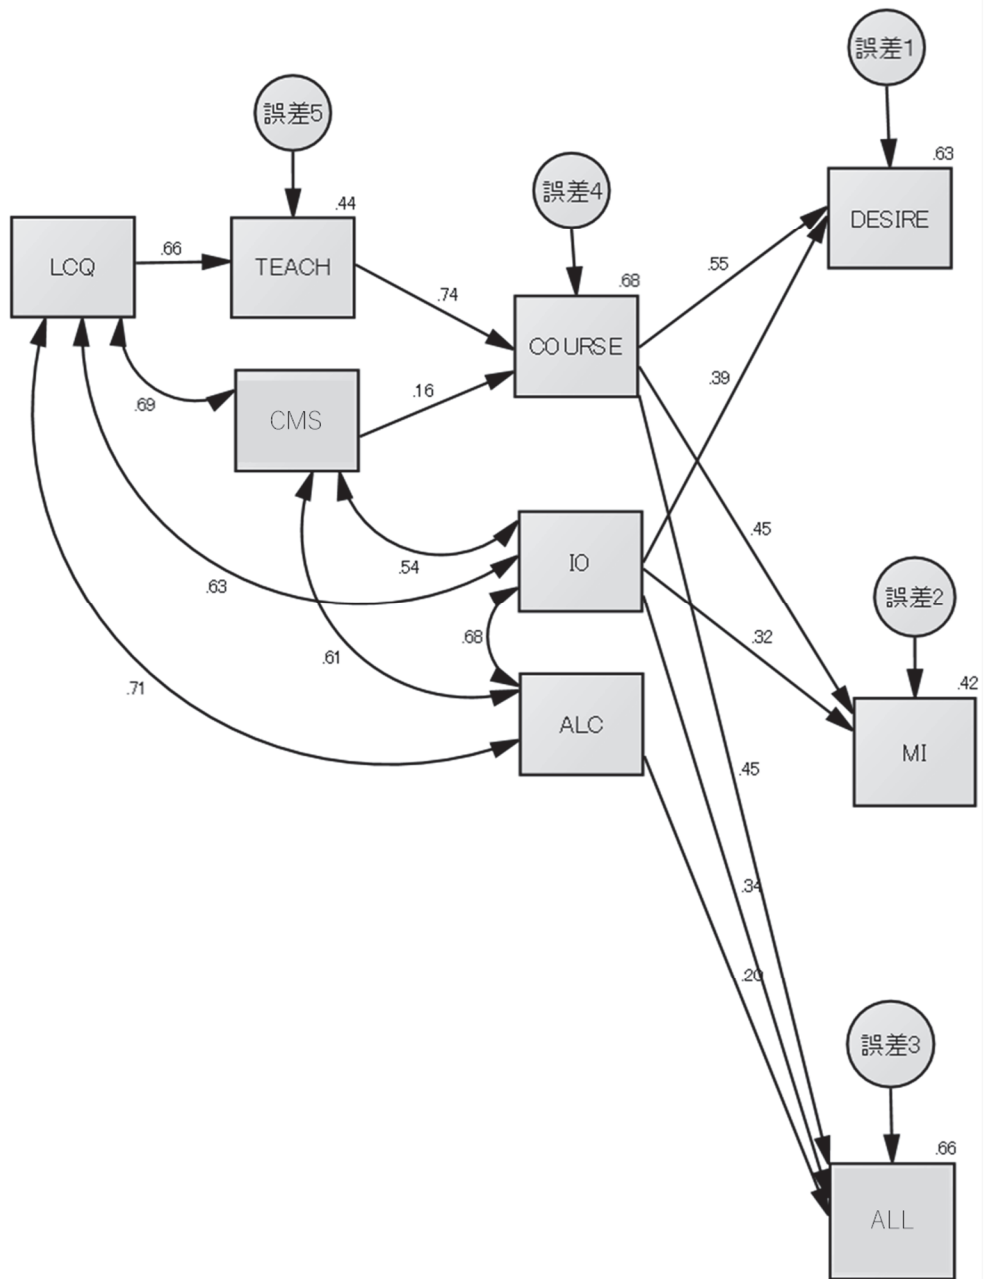 誤差1
誤差5
.63
誤差4
.44
DESIRE
LCQ
.66
TEACH
.55
.68
.74
COURSE
.39
.16
.69
CMS
.45
.54
IO
.63
誤差2
.68
.32
.61
.42
.71
ALC
MI
.45
.34
.20
誤差3
.66
ALL